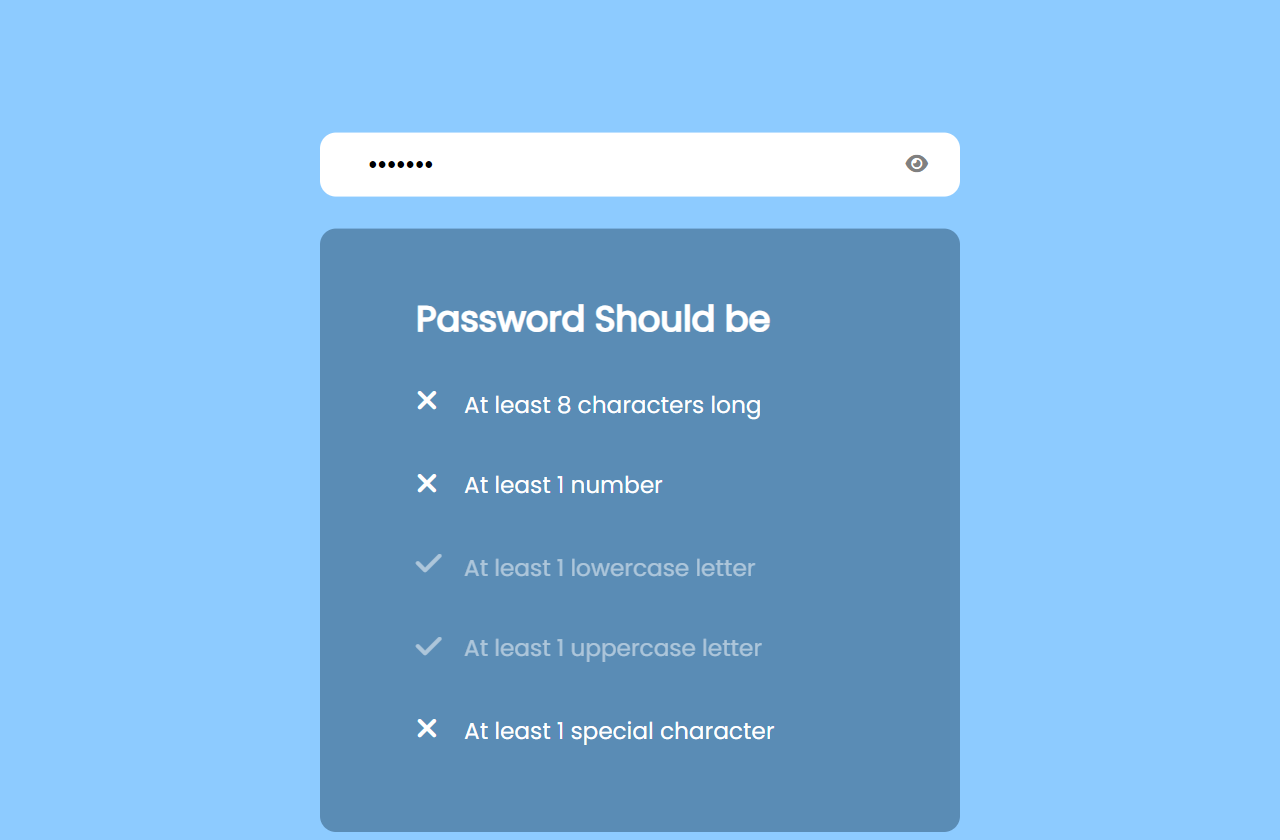 •••••••
Password Should be
At least 8 characters long
At least 1 number
At least 1 lowercase letter
At least 1 uppercase letter
At least 1 special character